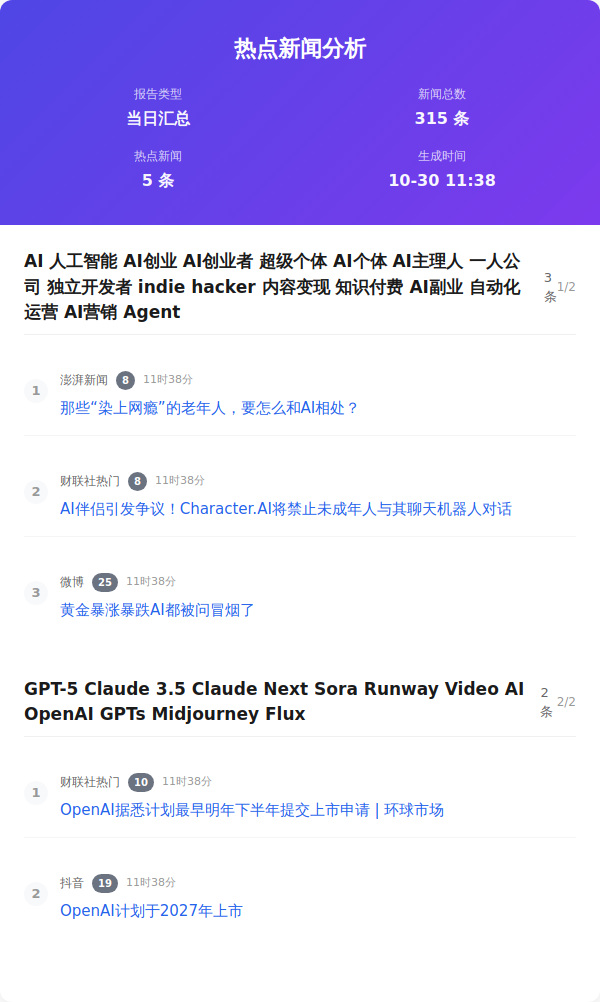 热点新闻分析
报告类型
当日汇总
新闻总数
315 条
热点新闻
5 条
生成时间
10-30 11:38
AI 人工智能 AI创业 AI创业者 超级个体 AI个体 AI主理人 一人公
司 独立开发者 indie hacker 内容变现 知识付费 AI副业 自动化
运营 AI营销 Agent
3
条
1/2
1
澎湃新闻 8 11时38分
那些“染上网瘾”的老年人，要怎么和AI相处？
2
财联社热门 8 11时38分
AI伴侣引发争议！Character.AI将禁止未成年人与其聊天机器人对话
3
微博 25 11时38分
黄金暴涨暴跌AI都被问冒烟了
GPT-5 Claude 3.5 Claude Next Sora Runway Video AI
OpenAI GPTs Midjourney Flux
2
条
2/2
1
财联社热门 10 11时38分
OpenAI据悉计划最早明年下半年提交上市申请 | 环球市场
2
抖音 19 11时38分
OpenAI计划于2027年上市